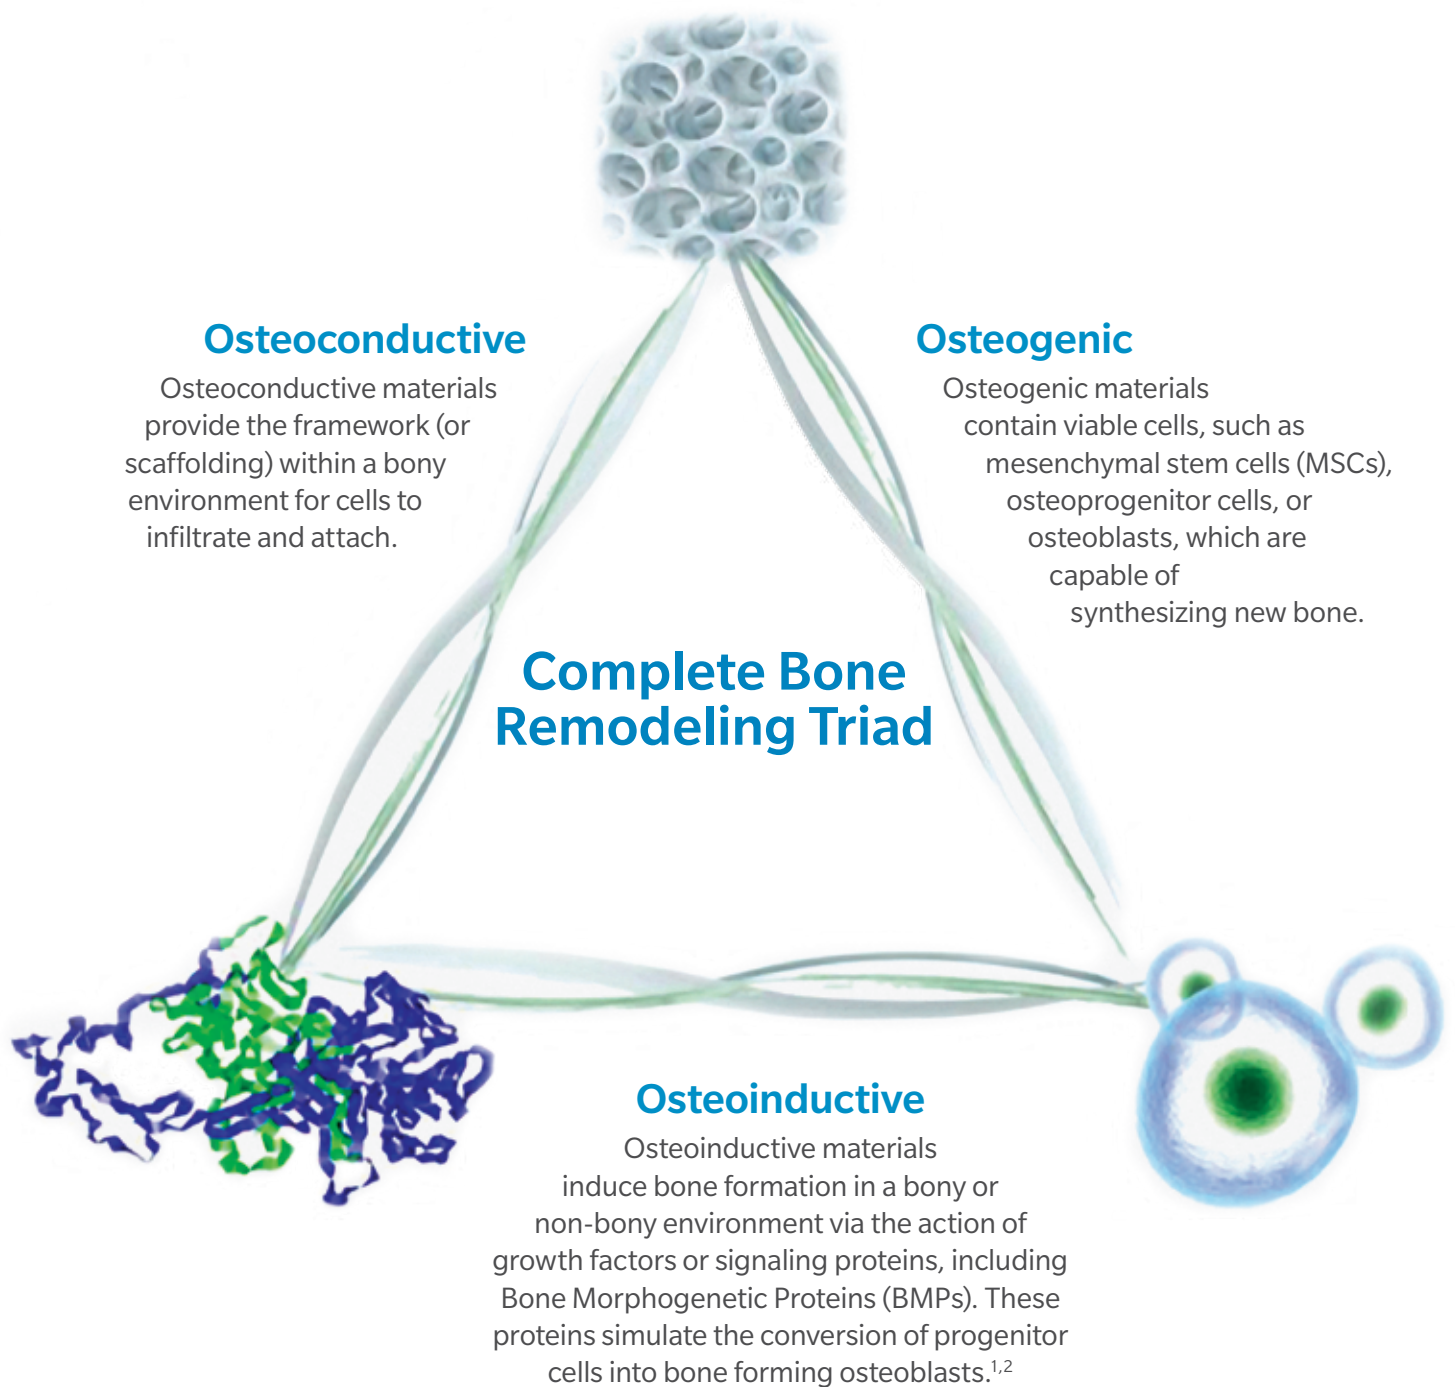 Osteoconductive
Osteoconductive materials
provide the framework (or
scaffolding) within a bony
environment for cells to
infiltrate and attach.
Osteogenic
Osteogenic materials
contain viable cells, such as
mesenchymal stem cells (MSCs),
osteoprogenitor cells, or
osteoblasts, which are
capable of
synthesizing new bone.
Complete Bone
Remodeling Triad
Osteoinductive
Osteoinductive materials
induce bone formation in a bony or
non-bony environment via the action of
growth factors or signaling proteins, including
Bone Morphogenetic Proteins (BMPs). These
proteins simulate the conversion of progenitor
cells into bone forming osteoblasts.1,2